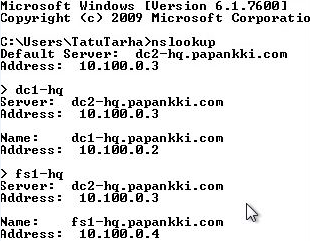 Microsoft Windows [Version 6.1.7600]
Copyright (c) 2009 Microsoft Corporatio
C:\Users\TatuTarha>nslookup
Default Server:  dc2-hq.papankki.com
Address:  10.100.0.3
> dc1-hq
Server:  dc2-hq.papankki.com
Address:  10.100.0.3
Name:    dc1-hq.papankki.com
Address:  10.100.0.2
> fs1-hq
Server:  dc2-hq.papankki.com
Address:  10.100.0.3
Name:    fs1-hq.papankki.com
Address:  10.100.0.4